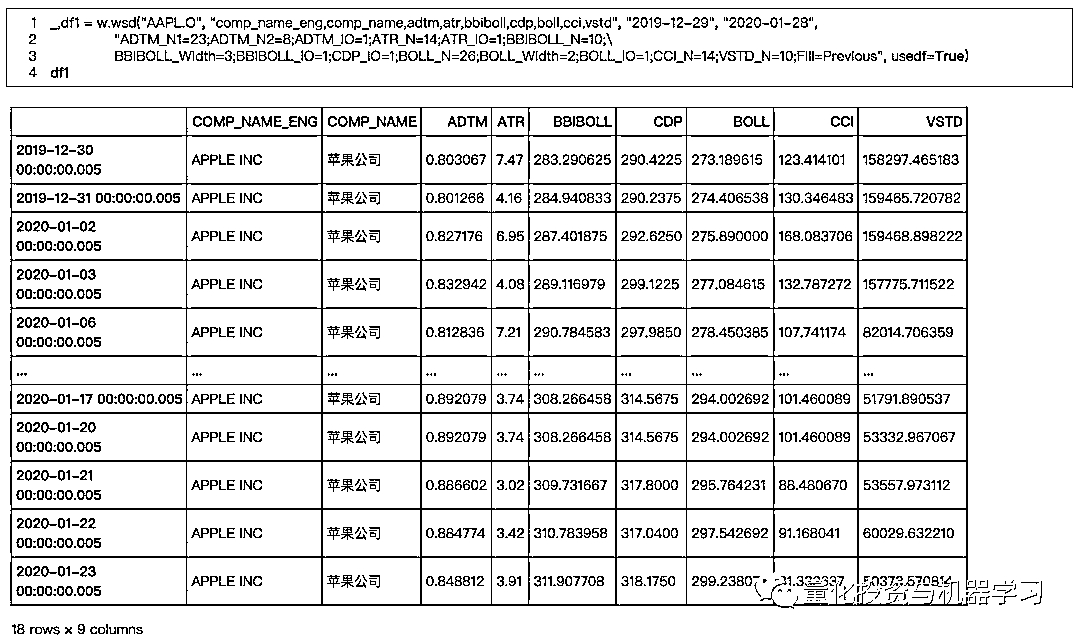 1 _,df1 = w.wsd("AAPL.O", "comp_name_eng,comp_name,adtm,atr,bbiboll,cdp,boll,cci,vstd", "2019-12-29", "2020-01-28",
2 "ADTM_N1=23;ADTM_N2=8;ADTM_IO=1;ATR_N=14;ATR_IO=1;BBIBOLL_N=10;\
3 BBIBOLL_Width=3;BBIBOLL_IO=1;CDP_IO=1;BOLL_N=26;BOLL_Width=2;BOLL_IO=1;CCI_N=14;VSTD_N=10;Fill=Previous", usedf=True)
4 df1
COMP_NAME_ENG COMP_NAME ADTM ATR BBIBOLL CDP BOLL CCI VSTD
2019-12-30
00:00:00.005 APPLE INC 苹果公司 0.803067 7.47 283.290625 290.4225 273.189615 123.414101 158297.465183
2019-12-31 00:00:00.005 APPLE INC 苹果公司 0.801266 4.16 284.940833 290.2375 274.406538 130.346483 159465.720782
2020-01-02
00:00:00.005 APPLE INC 苹果公司 0.827176 6.95 287.401875 292.6250 275.890000 168.083706 159468.898222
2020-01-03
00:00:00.005 APPLE INC 苹果公司 0.832942 4.08 289.116979 299.1225 277.084615 132.787272 157775.711522
2020-01-06
00:00:00.005 APPLE INC 苹果公司 0.812836 7.21 290.784583 297.9850 278.450385 107.741174 82014.706359
... ... ... ... ... ... ... ... ... ...
2020-01-17 00:00:00.005 APPLE INC 苹果公司 0.892079 3.74 308.266458 314.5675 294.002692 101.460089 51791.890537
2020-01-20
00:00:00.005 APPLE INC 苹果公司 0.892079 3.74 308.266458 314.5675 294.002692 101.460089 53332.967067
2020-01-21
00:00:00.005 APPLE INC 苹果公司 0.886602 3.02 309.731667 317.8000 295.764231 88.480670 53557.973112
2020-01-22
00:00:00.005 APPLE INC 苹果公司 0.884774 3.42 310.783958 317.0400 297.542692 91.168041 60029.632210
2020-01-23
00:00:00.005 APPLE INC 苹果公司 0.848812 3.91 311.907708 318.1750
量化投资与机器学习
18 rows × 9 columns